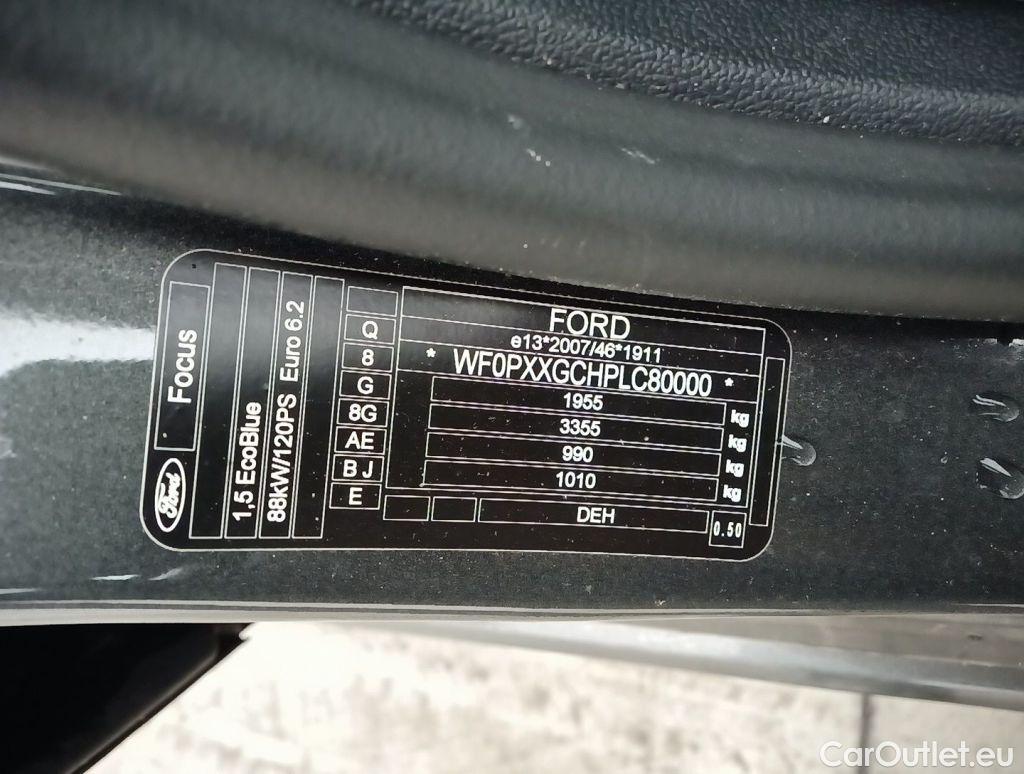 Ford
Focus
1,5 EcoBlue
88kW/120PS Euro 6.2
Q
8
G
8G
AE
B J
E
FORD
e13*2007/46*1911
* WF0PXXGCHPLC80000 *
1955 kg
3355 kg
990 kg
1010 kg
DEH
0.50
CarOutlet.eu